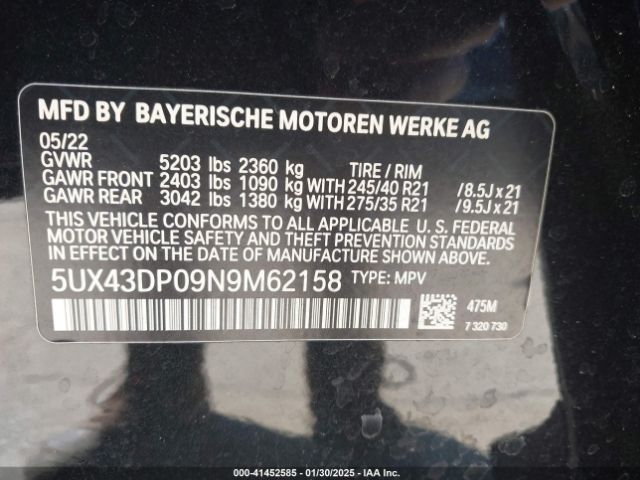 MFD BY BAYERISCHE MOTOREN WERKE AG
05/22
GVWR 5203 lbs 2360 kg TIRE / RIM
GAWR FRONT 2403 lbs 1090 kg WITH 245/40 R21 /8.5J x 21
GAWR REAR 3042 lbs 1380 kg WITH 275/35 R21 /9.5J x 21
THIS VEHICLE CONFORMS TO ALL APPLICABLE U. S. FEDERAL
MOTOR VEHICLE SAFETY, BUMPER, AND THEFT PREVENTION STANDARDS
IN EFFECT ON THE DATE OF MANUFACTURE SHOWN ABOVE.
5UX43DP09N9M62158 TYPE: MPV
475M
7 320 730
000-41452585 - 01/30/2025 - IAA Inc.